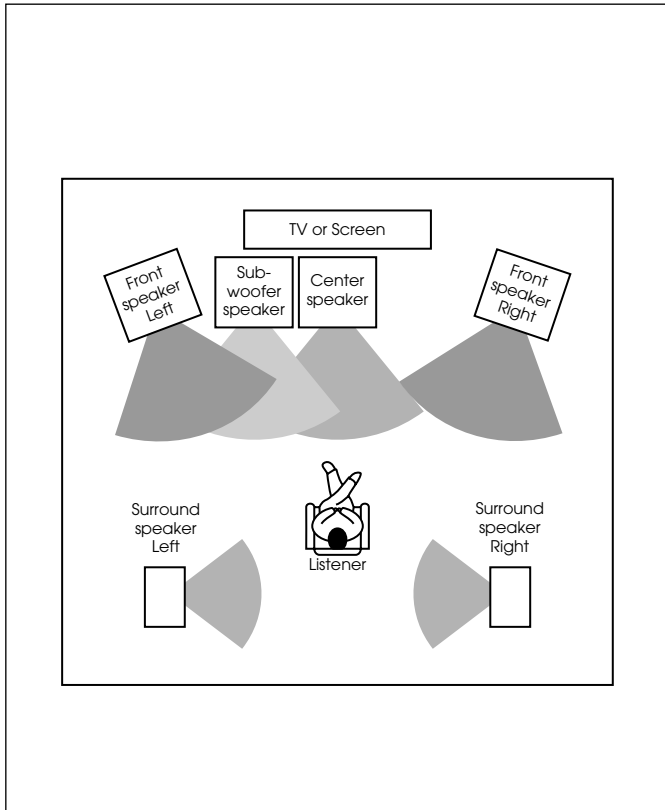 TV or Screen
Front
speaker
Left
Sub-
woofer
speaker
Center
speaker
Front
speaker
Right
Surround
speaker
Left
Listener
Surround
speaker
Right